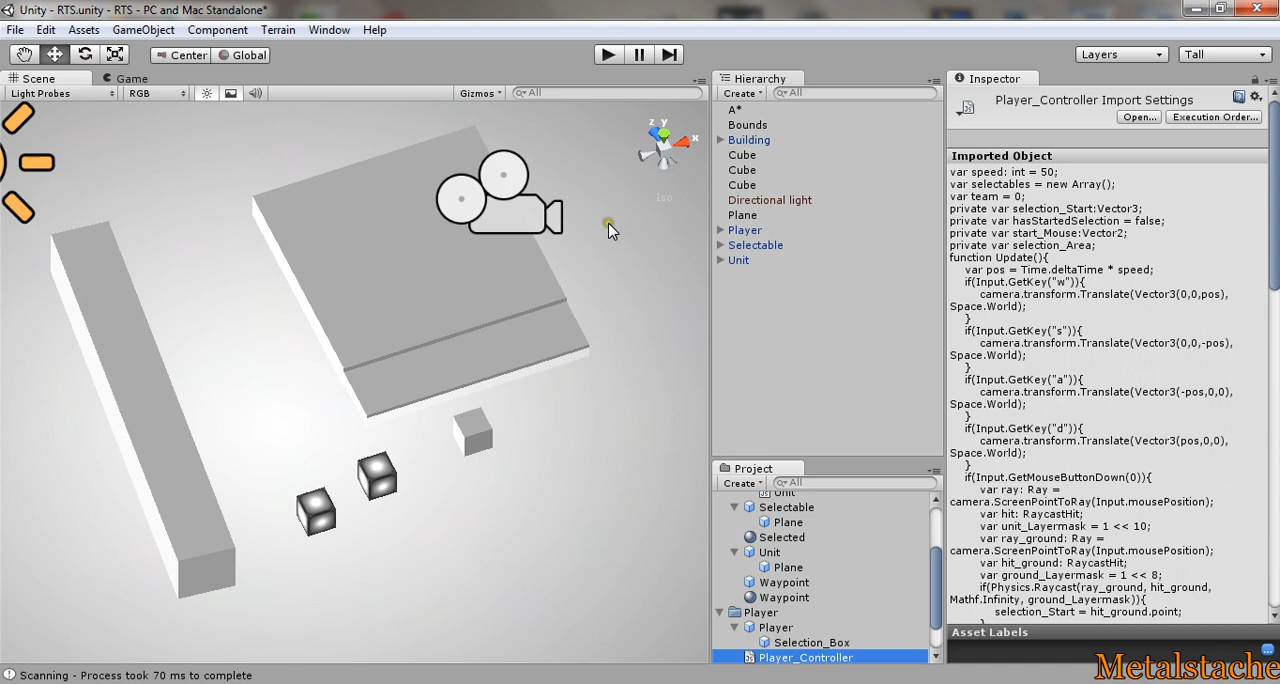 Unity - RTS.unity - RTS - PC and Mac Standalone*
File Edit Assets GameObject Component Terrain Window Help
Center Global Layers Tall
Scene Game
Light Probes RGB Gizmos All
z y
x
Iso
Hierarchy
Create All
A*
Bounds
Building
Cube
Cube
Cube
Directional light
Plane
Player
Selectable
Unit
Project
Create All
Unit
Selectable
Plane
Selected
Unit
Plane
Waypoint
Waypoint
Player
Player
Selection_Box
Player_Controller
Inspector
Player_Controller Import Settings
Open... Execution Order...
Imported Object
var speed: int = 50;
var selectables = new Array();
var team = 0;
private var selection_Start:Vector3;
private var hasStartedSelection = false;
private var start_Mouse:Vector2;
private var selection_Area;
function Update(){
var pos = Time.deltaTime * speed;
if(Input.GetKey("w")){
camera.transform.Translate(Vector3(0,0,pos),
Space.World);
}
if(Input.GetKey("s")){
camera.transform.Translate(Vector3(0,0,-pos),
Space.World);
}
if(Input.GetKey("a")){
camera.transform.Translate(Vector3(-pos,0,0),
Space.World);
}
if(Input.GetKey("d")){
camera.transform.Translate(Vector3(pos,0,0),
Space.World);
}
if(Input.GetMouseButtonDown(0)){
var ray: Ray =
camera.ScreenPointToRay(Input.mousePosition);
var hit: RaycastHit;
var unit_Layermask = 1 << 10;
var ray_ground: Ray =
camera.ScreenPointToRay(Input.mousePosition);
var hit_ground: RaycastHit;
var ground_Layermask = 1 << 8;
if(Physics.Raycast(ray_ground, hit_ground,
Mathf.Infinity, ground_Layermask)){
selection_Start = hit_ground.point;
}
Asset Labels
Scanning - Process took 70 ms to complete
Metalstache